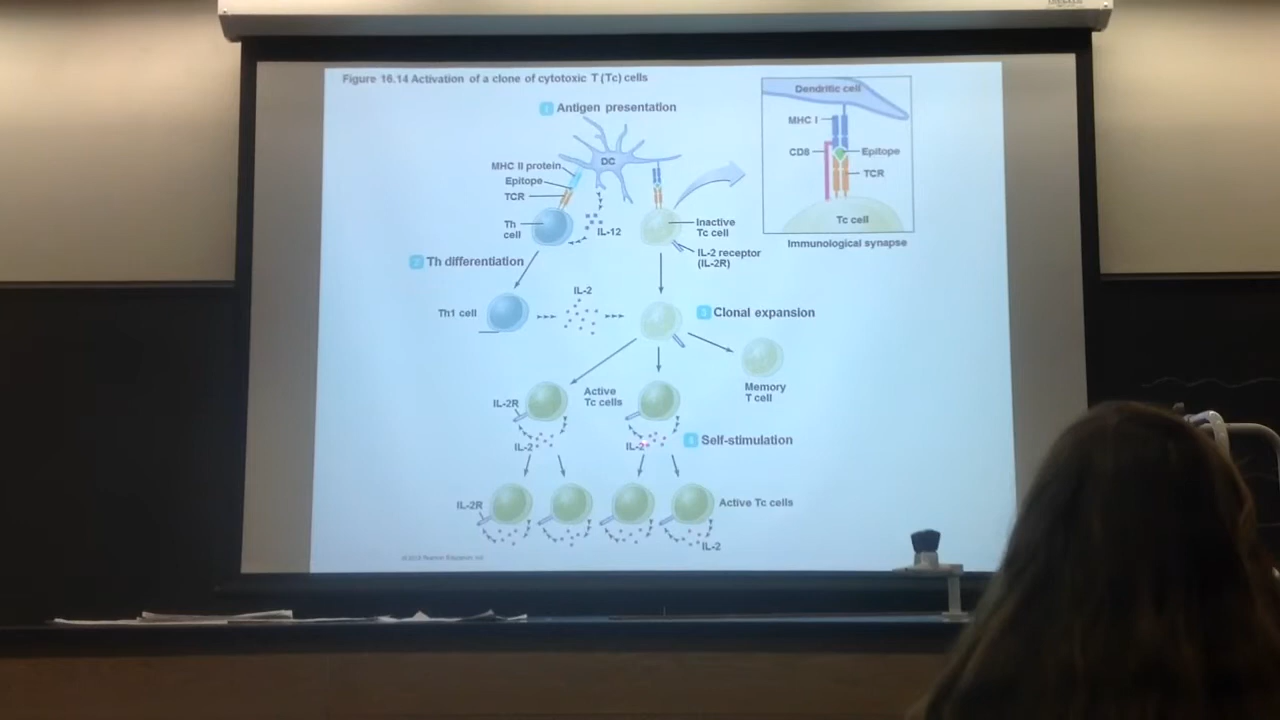 Figure 16.14 Activation of a clone of cytotoxic T (Tc) cells
1 Antigen presentation
DC
MHC II protein
Epitope
TCR
Th
cell
IL-12
Inactive
Tc cell
IL-2 receptor
(IL-2R)
Dendritic cell
MHC I
CD8
Epitope
TCR
Tc cell
Immunological synapse
2 Th differentiation
Th1 cell
IL-2
3 Clonal expansion
Memory
T cell
Active
Tc cells
IL-2R
IL-2
IL-2
4 Self-stimulation
IL-2R
Active Tc cells
IL-2